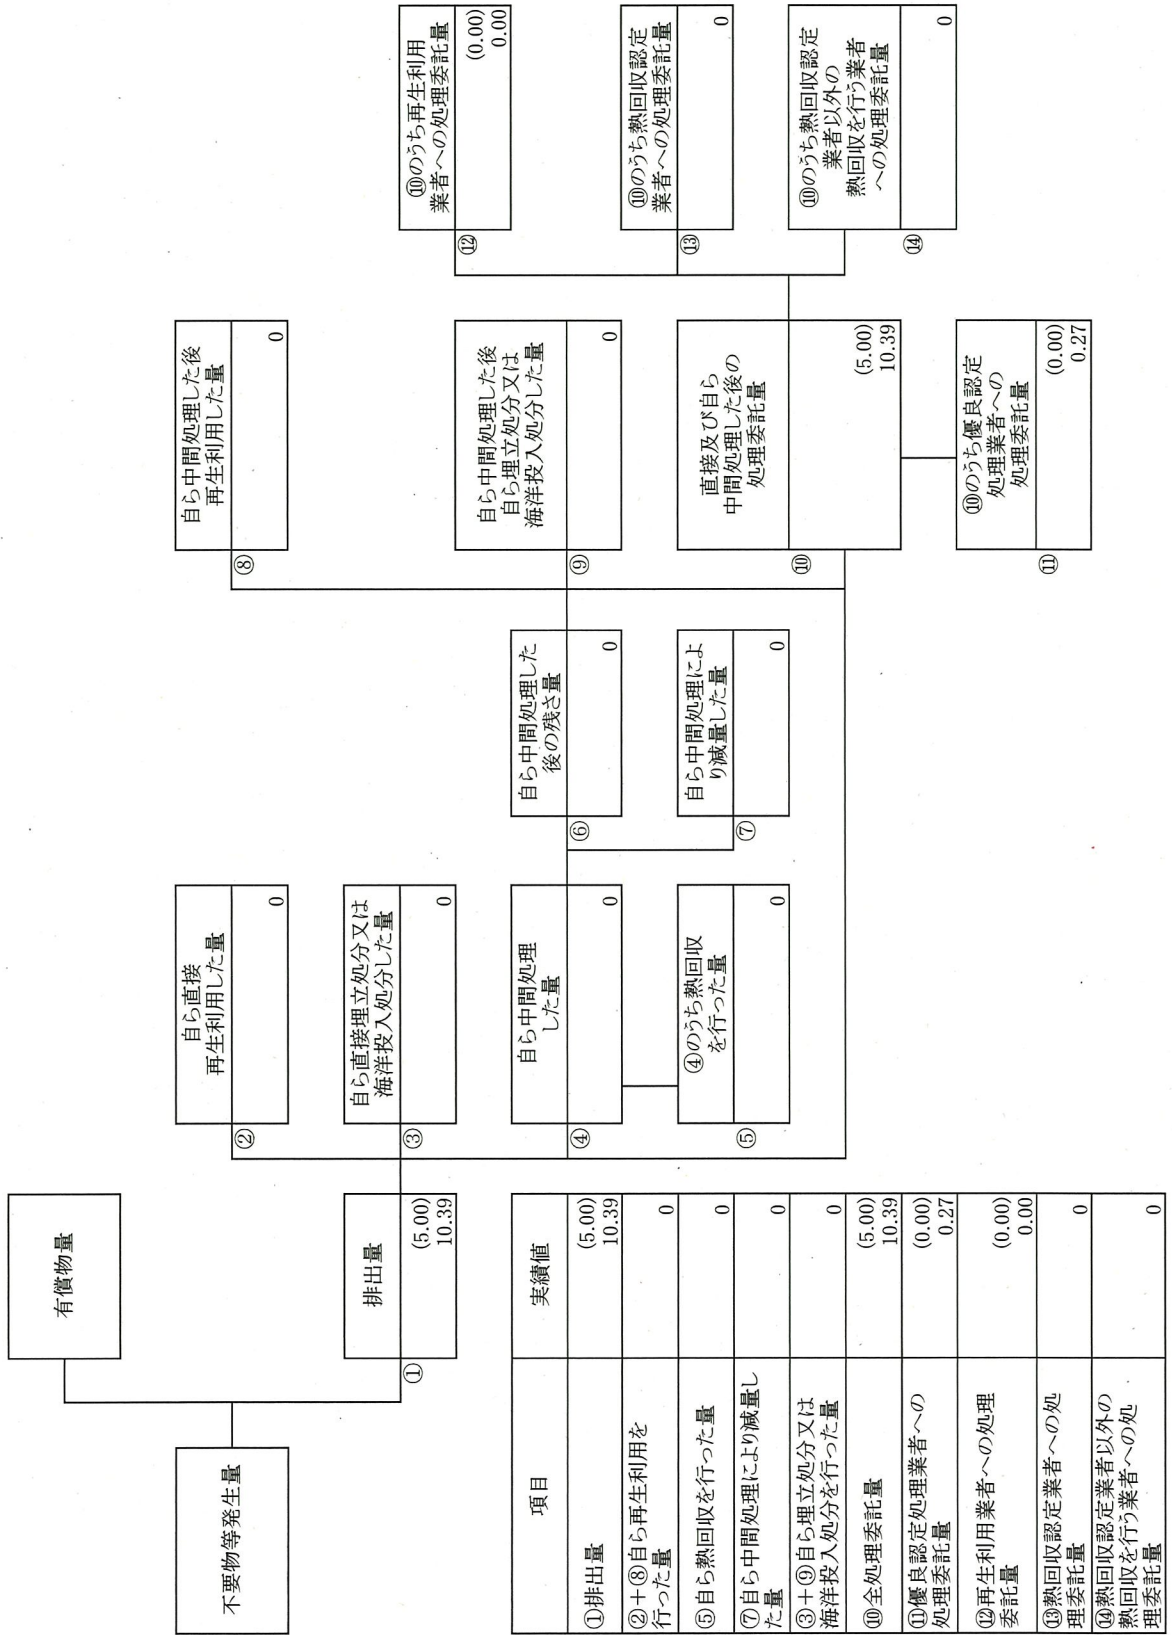 不要物等発生量
有償物量
排出量
①
(5.00)
10.39
自ら直接
再生利用した量
②
0
自ら直接埋立処分又は
海洋投入処分した量
③
0
自ら中間処理
した量
④
0
④のうち熱回収
を行った量
⑤
0
自ら中間処理した
後の残さ量
⑥
0
自ら中間処理によ
り減量した量
⑦
0
自ら中間処理した後
再生利用した量
⑧
0
自ら中間処理した後
自ら埋立処分又は
海洋投入処分した量
⑨
0
直接及び自ら
中間処理した後の
処理委託量
⑩
(5.00)
10.39
⑩のうち優良認定
処理業者への
処理委託量
⑪
(0.00)
0.27
⑩のうち再生利用
業者への処理委託量
⑫
(0.00)
0.00
⑩のうち熱回収認定
業者への処理委託量
⑬
0
⑩のうち熱回収認定
業者以外の
熱回収を行う業者
への処理委託量
⑭
0
項目 実績値
①排出量 (5.00)
10.39
②+⑧自ら再生利用を
行った量 0
⑤自ら熱回収を行った量 0
⑦自ら中間処理により減量し
た量 0
③+⑨自ら埋立処分又は
海洋投入処分を行った量 0
⑩全処理委託量 (5.00)
10.39
⑪優良認定処理業者への
処理委託量 (0.00)
0.27
⑫再生利用業者への処理
委託量 (0.00)
0.00
⑬熱回収認定業者への処
理委託量 0
⑭熱回収認定業者以外の
熱回収を行う業者への処
理委託量 0